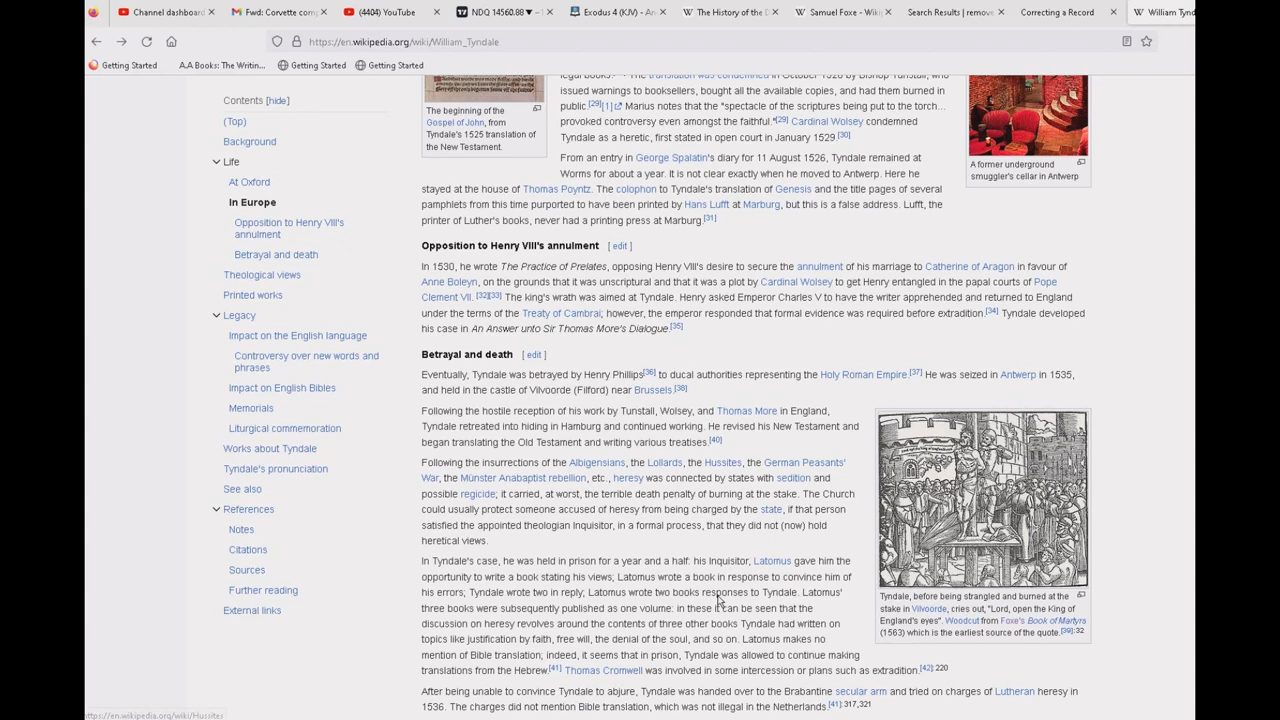 Channel dashboard
Fwd: Corvette com
(4404) YouTube
NDQ 14560.88 ▼ −1
Exodus 4 (KJV) - An
The History of the D
Samuel Foxe - Wiki
Search Results | remove
Correcting a Record
William Tynd
https://en.wikipedia.org/wiki/William_Tyndale
Getting Started
A.A Books: The Writin...
Getting Started
Getting Started
Contents [hide]
(Top)
Background
Life
At Oxford
In Europe
Opposition to Henry VIII's
annulment
Betrayal and death
Theological views
Printed works
Legacy
Impact on the English language
Controversy over new words and
phrases
Impact on English Bibles
Memorials
Liturgical commemoration
Works about Tyndale
Tyndale's pronunciation
See also
References
Notes
Citations
Sources
Further reading
External links
The beginning of the
Gospel of John, from
Tyndale's 1525 translation of
the New Testament.
legal books." The translation was condemned in October 1526 by Bishop Tunstall, who
issued warnings to booksellers, bought all the available copies, and had them burned in
public.[29][1] Marius notes that the "spectacle of the scriptures being put to the torch...
provoked controversy even amongst the faithful."[29] Cardinal Wolsey condemned
Tyndale as a heretic, first stated in open court in January 1529.[30]
A former underground
smuggler's cellar in Antwerp
From an entry in George Spalatin's diary for 11 August 1526, Tyndale remained at
Worms for about a year. It is not clear exactly when he moved to Antwerp. Here he
stayed at the house of Thomas Poyntz. The colophon to Tyndale's translation of Genesis and the title pages of several
pamphlets from this time purported to have been printed by Hans Lufft at Marburg, but this is a false address. Lufft, the
printer of Luther's books, never had a printing press at Marburg.[31]
Opposition to Henry VIII's annulment [ edit ]
In 1530, he wrote The Practice of Prelates, opposing Henry VIII's desire to secure the annulment of his marriage to Catherine of Aragon in favour of
Anne Boleyn, on the grounds that it was unscriptural and that it was a plot by Cardinal Wolsey to get Henry entangled in the papal courts of Pope
Clement VII. [32][33] The king's wrath was aimed at Tyndale. Henry asked Emperor Charles V to have the writer apprehended and returned to England
under the terms of the Treaty of Cambrai; however, the emperor responded that formal evidence was required before extradition.[34] Tyndale developed
his case in An Answer unto Sir Thomas More's Dialogue.[35]
Betrayal and death [ edit ]
Eventually, Tyndale was betrayed by Henry Phillips[36] to ducal authorities representing the Holy Roman Empire.[37] He was seized in Antwerp in 1535,
and held in the castle of Vilvoorde (Filford) near Brussels.[38]
Following the hostile reception of his work by Tunstall, Wolsey, and Thomas More in England,
Tyndale retreated into hiding in Hamburg and continued working. He revised his New Testament and
began translating the Old Testament and writing various treatises.[40]
Following the insurrections of the Albigensians, the Lollards, the Hussites, the German Peasants'
War, the Münster Anabaptist rebellion, etc., heresy was connected by states with sedition and
possible regicide; it carried, at worst, the terrible death penalty of burning at the stake. The Church
could usually protect someone accused of heresy from being charged by the state, if that person
satisfied the appointed theologian Inquisitor, in a formal process, that they did not (now) hold
heretical views.
In Tyndale's case, he was held in prison for a year and a half: his Inquisitor, Latomus gave him the
opportunity to write a book stating his views; Latomus wrote a book in response to convince him of
his errors; Tyndale wrote two in reply; Latomus wrote two books responses to Tyndale. Latomus'
three books were subsequently published as one volume: in these it can be seen that the
discussion on heresy revolves around the contents of three other books Tyndale had written on
topics like justification by faith, free will, the denial of the soul, and so on. Latomus makes no
mention of Bible translation; indeed, it seems that in prison, Tyndale was allowed to continue making
translations from the Hebrew.[41] Thomas Cromwell was involved in some intercession or plans such as extradition.[42]:220
Tyndale, before being strangled and burned at the
stake in Vilvoorde, cries out, "Lord, open the King of
England's eyes". Woodcut from Foxe's Book of Martyrs
(1563) which is the earliest source of the quote.[39]:32
After being unable to convince Tyndale to abjure, Tyndale was handed over to the Brabantine secular arm and tried on charges of Lutheran heresy in
1536. The charges did not mention Bible translation, which was not illegal in the Netherlands.[41]:317,321
https://en.wikipedia.org/wiki/Hussites